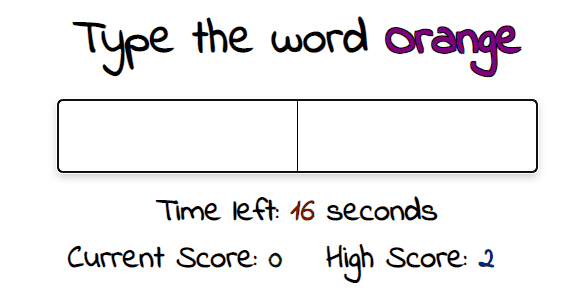 Type the word orange
Time left: 16 seconds
Current Score: 0 High Score: 2